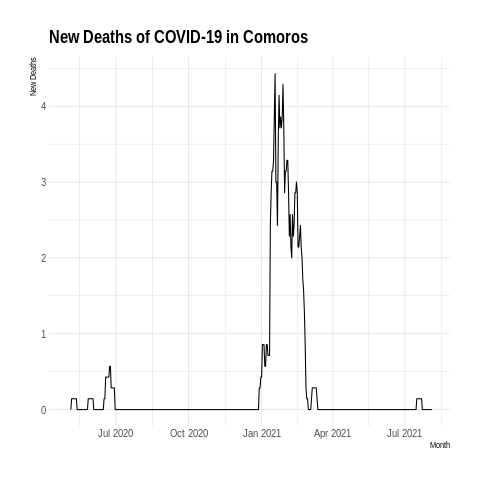 New Deaths of COVID-19 in Comoros
New Deaths
4
3
2
1
0
Jul 2020 Oct 2020 Jan 2021 Apr 2021 Jul 2021
Month